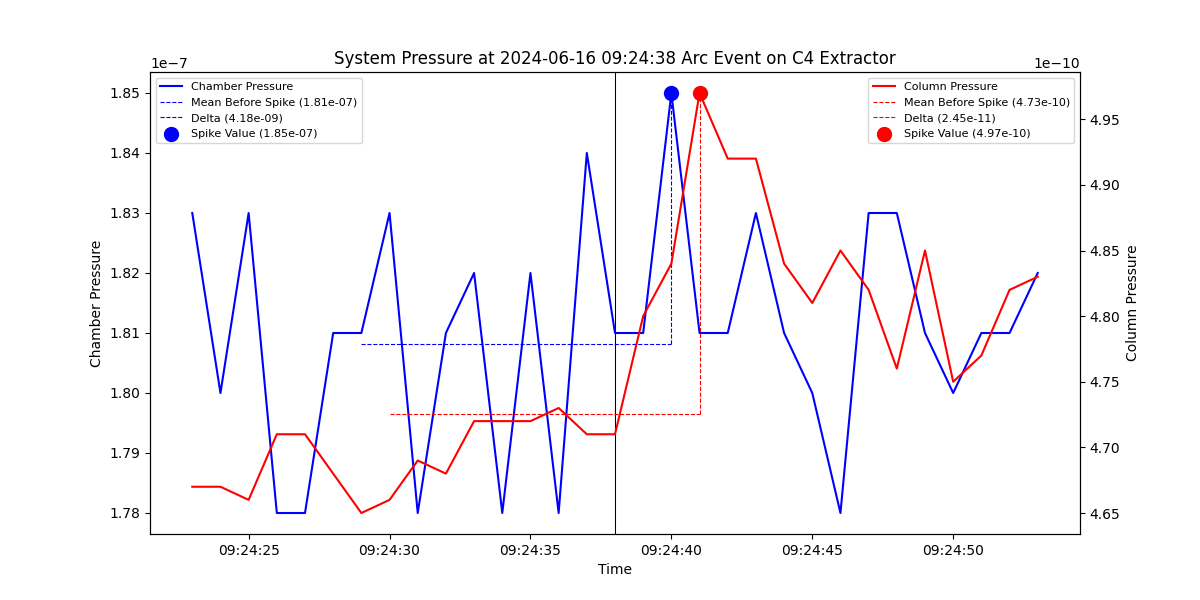 System Pressure at 2024-06-16 09:24:38 Arc Event on C4 Extractor
1e−7
1e−10
Chamber Pressure
Mean Before Spike (1.81e-07)
Delta (4.18e-09)
Spike Value (1.85e-07)
Column Pressure
Mean Before Spike (4.73e-10)
Delta (2.45e-11)
Spike Value (4.97e-10)
1.85
1.84
1.83
1.82
1.81
1.80
1.79
1.78
Chamber Pressure
4.95
4.90
4.85
4.80
4.75
4.70
4.65
Column Pressure
09:24:25
09:24:30
09:24:35
09:24:40
09:24:45
09:24:50
Time